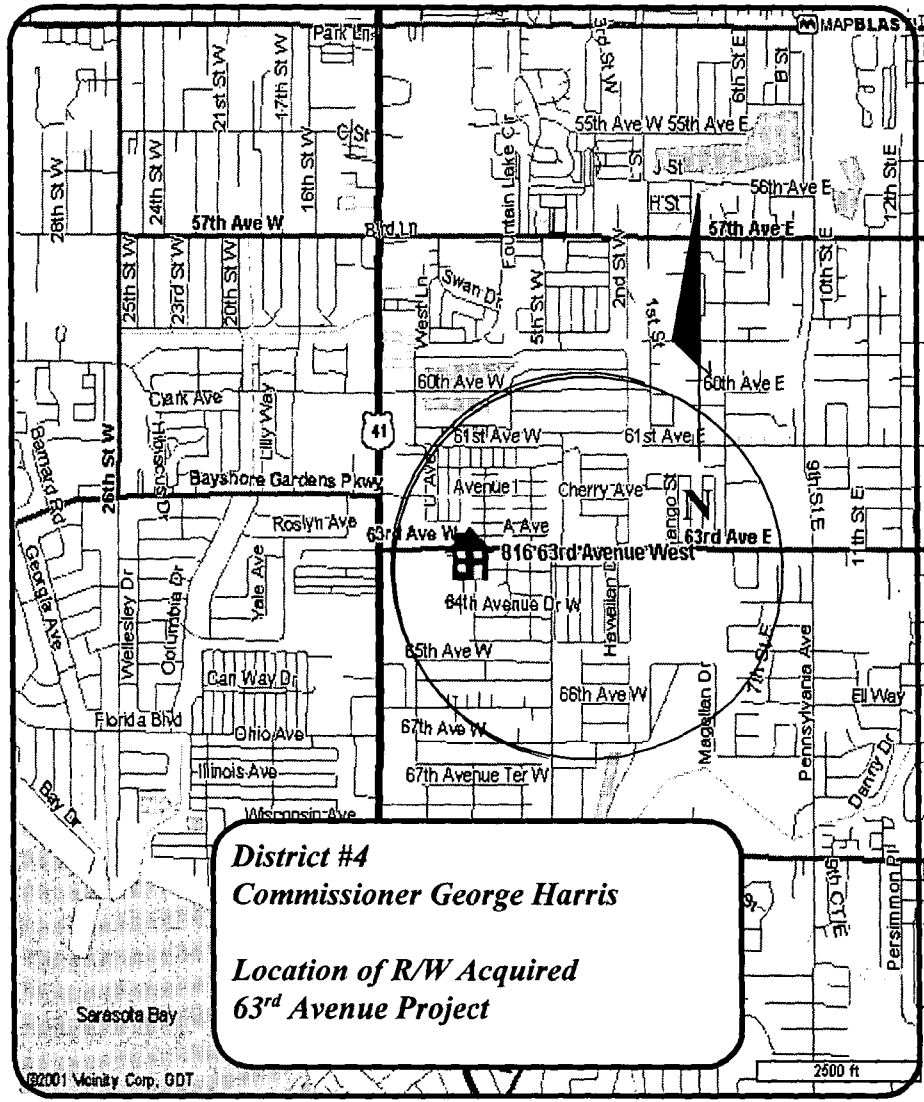 MAPBLAST
Park Ln
3rd St W
6th St E
B St
21st St W
17th St W
C St
16th St W
24th St W
28th St W
Fountain Lake Cir
55th Ave W
55th Ave E
L St
J St
56th Ave E
12th St E
H St
57th Ave W
Bird Ln
57th Ave E
25th St W
23rd St W
20th St W
West Ln
Swan Dr
5th St W
2nd St W
1st St
10th St E
60th Ave W
60th Ave E
Clark Ave
Lilly Way
41
61st Ave W
61st Ave E
Barnard Rd
26th St W
Bayshore Gardens Pkwy
Avenue I
Cherry Ave
N
9th St E
11th St E
Roslyn Ave
A Ave
63rd Ave W
63rd Ave E
816 63rd Avenue West
Georgia Ave
Wellesley Dr
Columbia Dr
Yale Ave
64th Avenue Dr W
Hawaiian Dr
65th Ave W
Can Way Dr
66th Ave W
Magellan Dr
7th St E
Pennsylvania Ave
Ell Way
Florida Blvd
Ohio Ave
67th Ave W
Illinois Ave
67th Avenue Ter W
Danny Dr
Bay Dr
Wisconsin Ave
District #4
Commissioner George Harris
Location of R/W Acquired
63rd Avenue Project
9th Ct E
Persimmon Pl
Sarasota Bay
©2001 Vicinity Corp, GDT
2500 ft